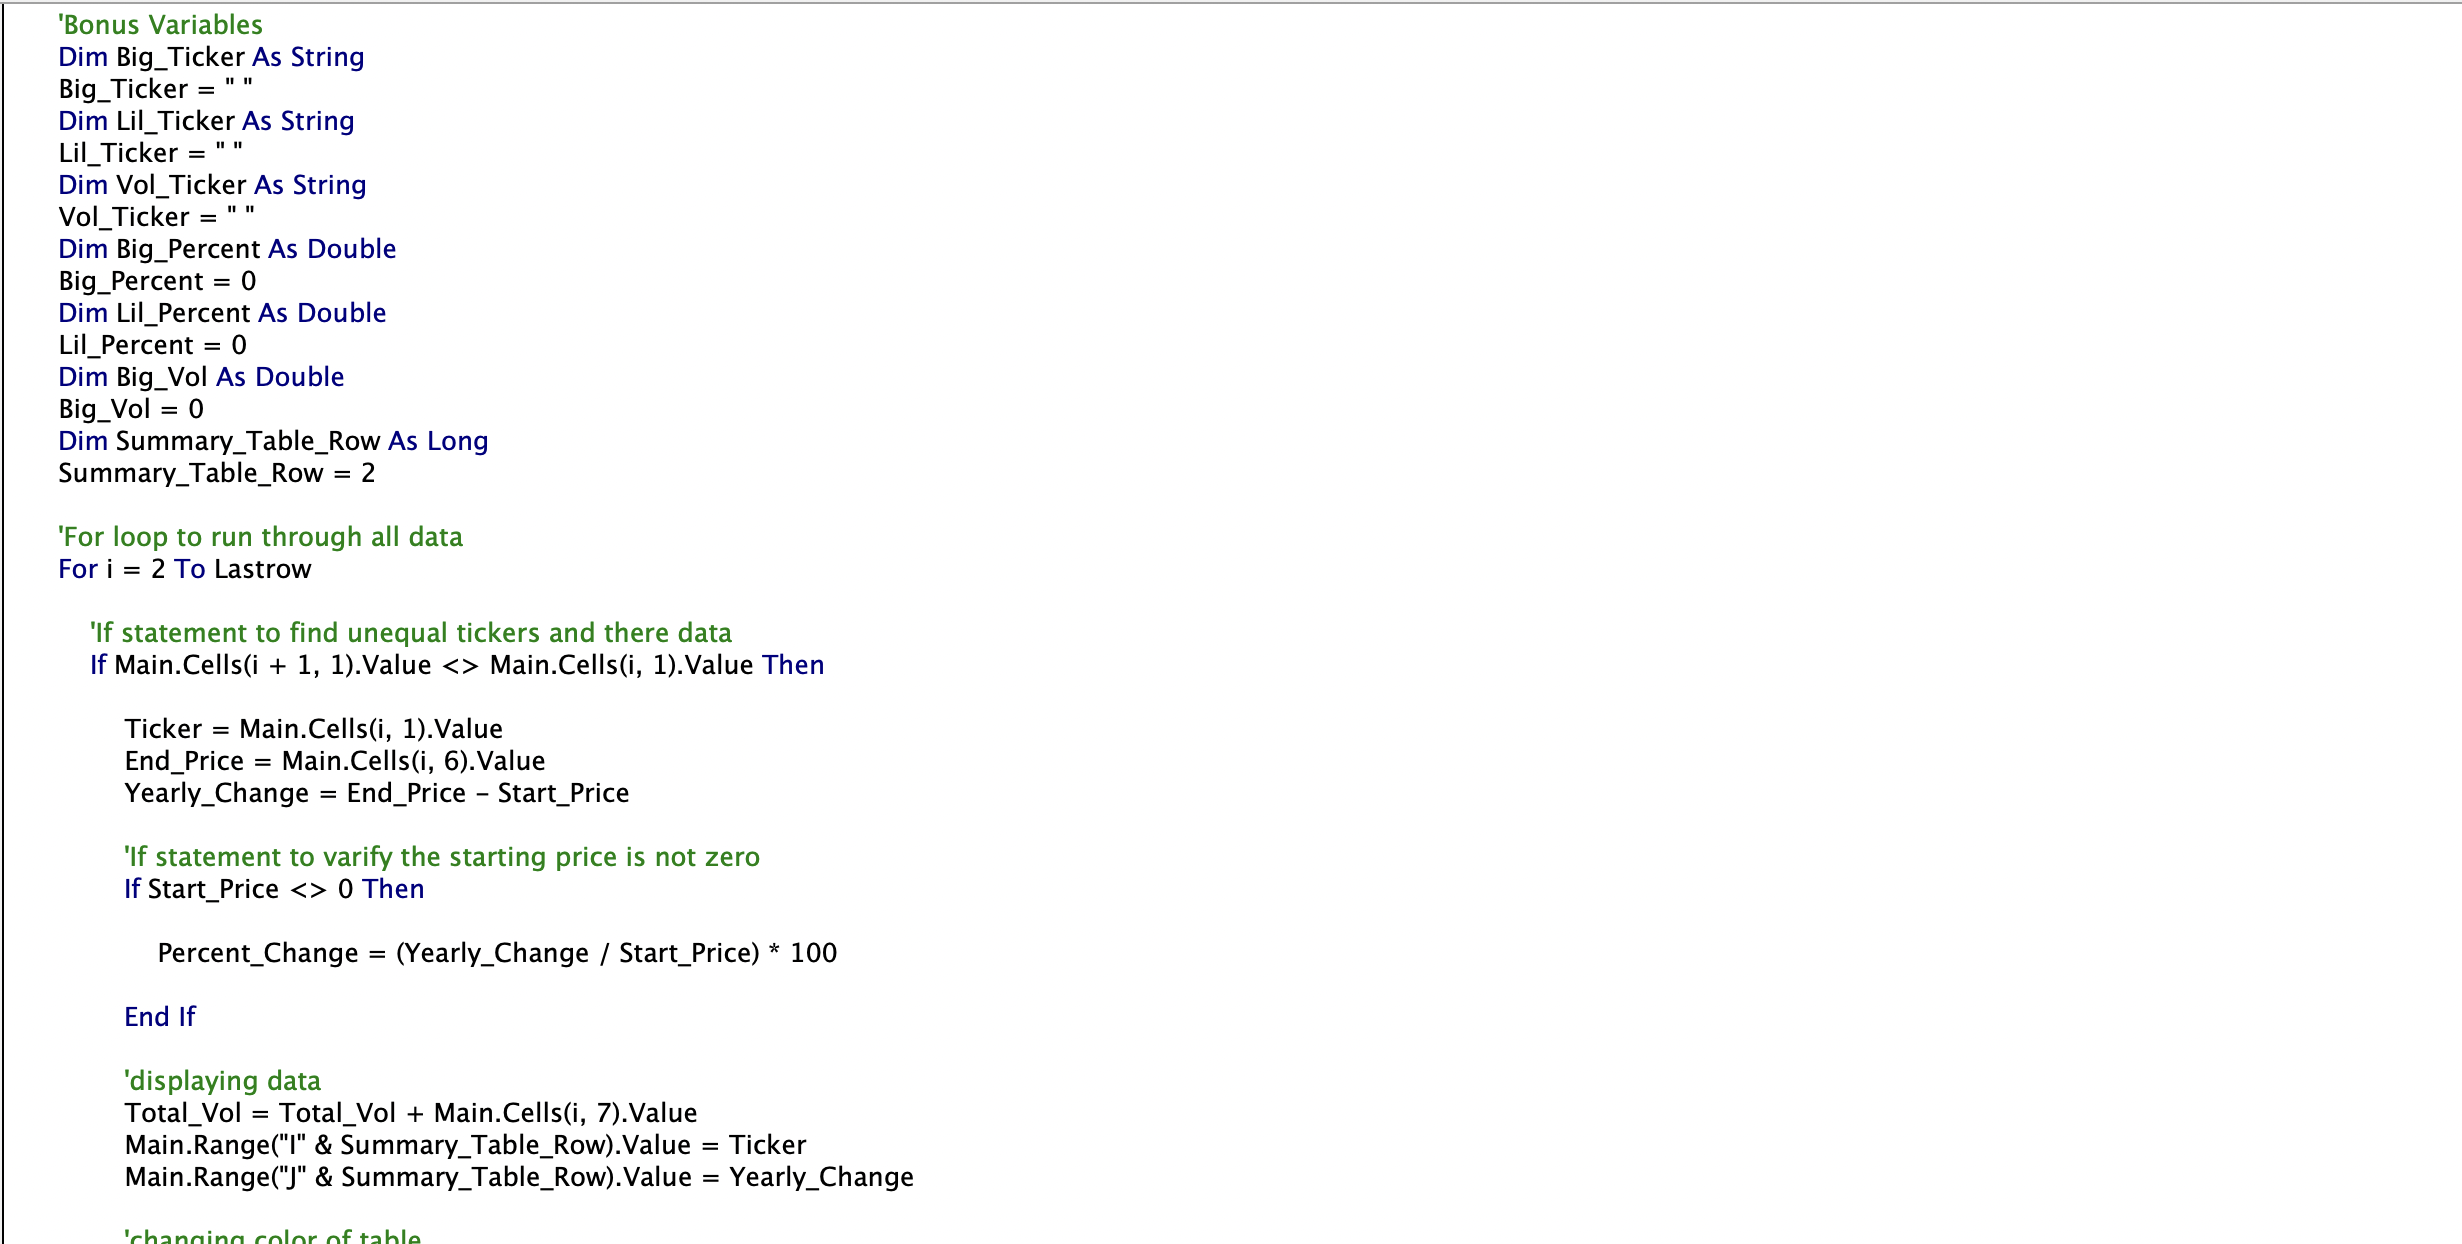 'Bonus Variables
Dim Big_Ticker As String
Big_Ticker = " "
Dim Lil_Ticker As String
Lil_Ticker = " "
Dim Vol_Ticker As String
Vol_Ticker = " "
Dim Big_Percent As Double
Big_Percent = 0
Dim Lil_Percent As Double
Lil_Percent = 0
Dim Big_Vol As Double
Big_Vol = 0
Dim Summary_Table_Row As Long
Summary_Table_Row = 2
'For loop to run through all data
For i = 2 To Lastrow
'If statement to find unequal tickers and there data
If Main.Cells(i + 1, 1).Value <> Main.Cells(i, 1).Value Then
Ticker = Main.Cells(i, 1).Value
End_Price = Main.Cells(i, 6).Value
Yearly_Change = End_Price - Start_Price
'If statement to varify the starting price is not zero
If Start_Price <> 0 Then
Percent_Change = (Yearly_Change / Start_Price) * 100
End If
'displaying data
Total_Vol = Total_Vol + Main.Cells(i, 7).Value
Main.Range("I" & Summary_Table_Row).Value = Ticker
Main.Range("J" & Summary_Table_Row).Value = Yearly_Change
'changing color of table